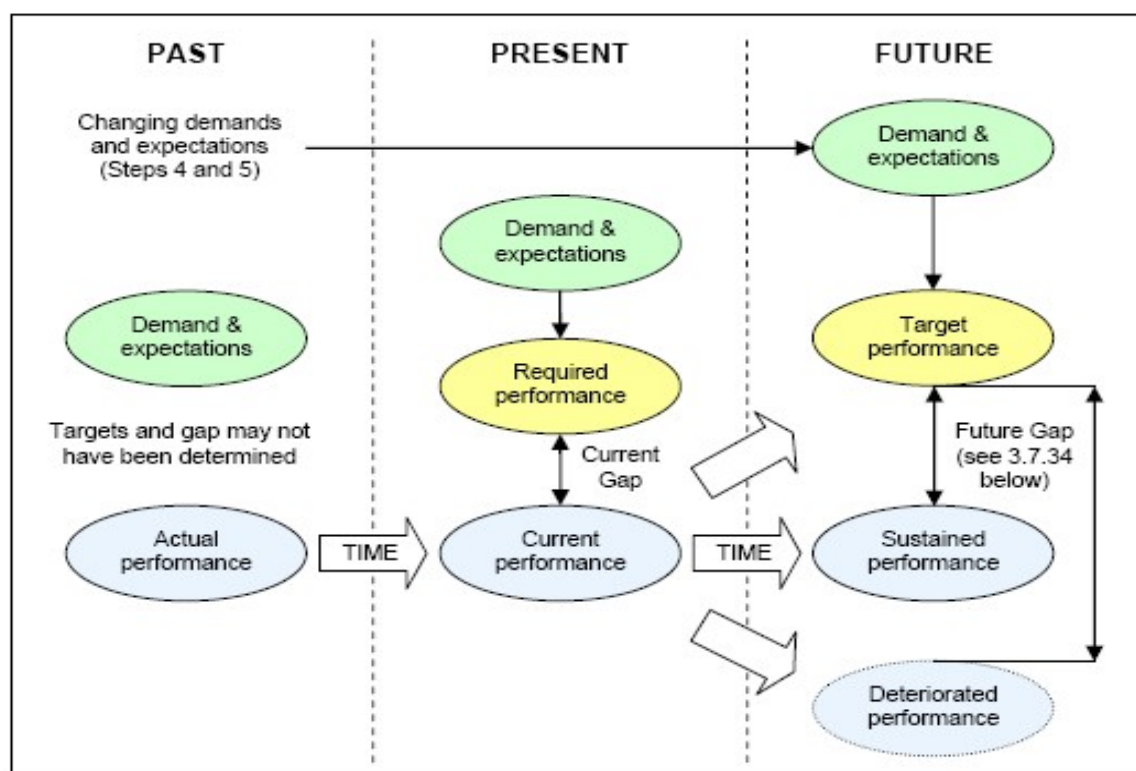 PAST
PRESENT
FUTURE
Changing demands
and expectations
(Steps 4 and 5)
Demand &
expectations
Demand &
expectations
Demand &
expectations
Target
performance
Required
performance
Targets and gap may not
have been determined
Current
Gap
Future Gap
(see 3.7.34
below)
Actual
performance
TIME
Current
performance
TIME
Sustained
performance
Deteriorated
performance